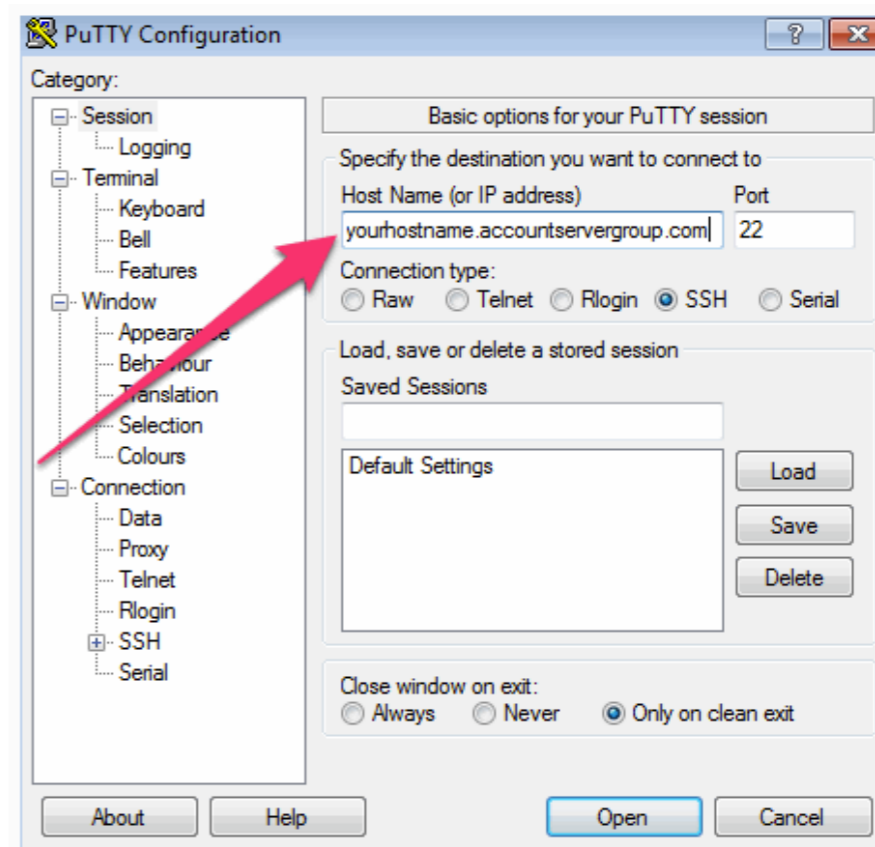 PuTTY Configuration
Category:
Session
Logging
Terminal
Keyboard
Bell
Features
Window
Appearance
Behaviour
Translation
Selection
Colours
Connection
Data
Proxy
Telnet
Rlogin
SSH
Serial
Basic options for your PuTTY session
Specify the destination you want to connect to
Host Name (or IP address) Port
yourhostname.accountservergroup.com 22
Connection type:
Raw Telnet Rlogin SSH Serial
Load, save or delete a stored session
Saved Sessions
Default Settings
Load
Save
Delete
Close window on exit:
Always Never Only on clean exit
About Help Open Cancel